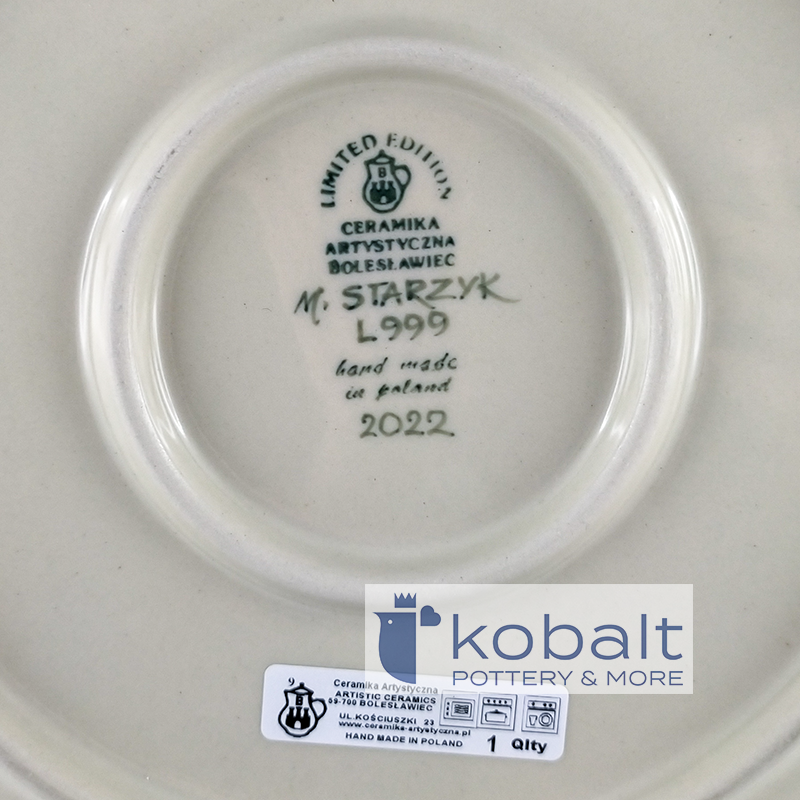 LIMITED EDITION
B
CERAMIKA
ARTYSTYCZNA
BOLESŁAWIEC
M. STARZYK
L999
hand made
in poland
2022
kobalt
POTTERY & MORE
9
B
Ceramika Artystyczna
ARTISTIC CERAMICS
59-700 BOLESŁAWIEC
UL.KOŚCIUSZKI 23
www.ceramika-artystyczna.pl
HAND MADE IN POLAND
1 Qlty